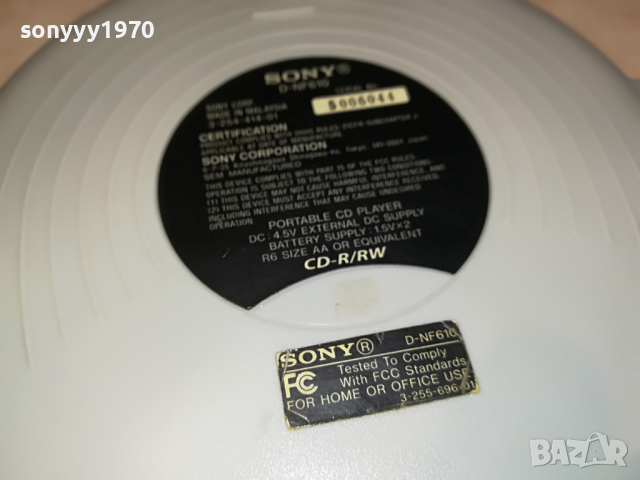 sonyyy1970
SONY®
D-NF610
SERIAL No.
S006044
SONY CORP.
MADE IN MALAYSIA
CERTIFICATION
SONY CORPORATION
SEM MANUFACTURED
THIS DEVICE COMPLIES WITH PART 15 OF THE FCC RULES.
OPERATION IS SUBJECT TO THE FOLLOWING TWO CONDITIONS.
(1) THIS DEVICE MAY NOT CAUSE HARMFUL INTERFERENCE, AND
(2) THIS DEVICE MUST ACCEPT ANY INTERFERENCE RECEIVED,
INCLUDING INTERFERENCE THAT MAY CAUSE UNDESIRED
OPERATION
PORTABLE CD PLAYER
DC: 4.5V EXTERNAL DC SUPPLY
BATTERY SUPPLY: 1.5V×2
R6 SIZE AA OR EQUIVALENT
CD-R/RW
SONY® D-NF610
FC Tested To Comply
With FCC Standards
FOR HOME OR OFFICE USE
3-255-696-01
BAZAR